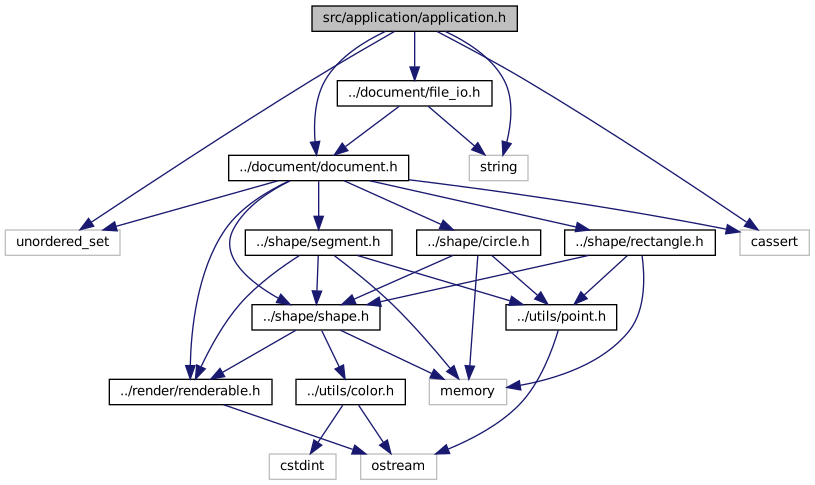 src/application/application.h
../document/file_io.h
../document/document.h
string
unordered_set
../shape/segment.h
../shape/circle.h
../shape/rectangle.h
cassert
../shape/shape.h
../utils/point.h
../render/renderable.h
../utils/color.h
memory
cstdint
ostream